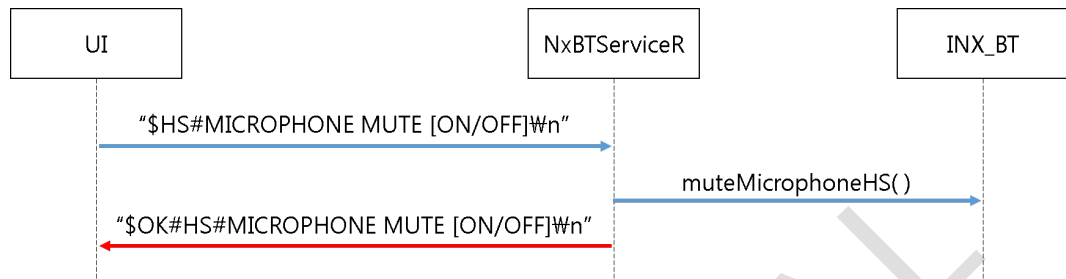 UI
NxBTServiceR
INX_BT
“$HS#MICROPHONE MUTE [ON/OFF]₩n”
muteMicrophoneHS( )
“$OK#HS#MICROPHONE MUTE [ON/OFF]₩n”